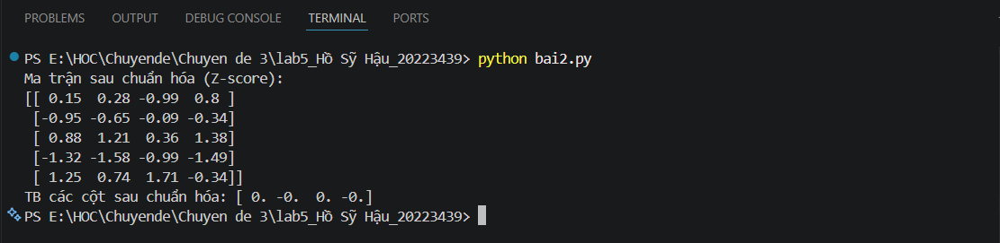 PROBLEMS OUTPUT DEBUG CONSOLE TERMINAL PORTS
PS E:\HOC\Chuyende\Chuyen de 3\lab5_Hồ Sỹ Hậu_20223439> python bai2.py
Ma trận sau chuẩn hóa (Z-score):
[[ 0.15  0.28 -0.99  0.8 ]
 [-0.95 -0.65 -0.09 -0.34]
 [ 0.88  1.21  0.36  1.38]
 [-1.32 -1.58 -0.99 -1.49]
 [ 1.25  0.74  1.71 -0.34]]
TB các cột sau chuẩn hóa: [ 0. -0.  0. -0.]
PS E:\HOC\Chuyende\Chuyen de 3\lab5_Hồ Sỹ Hậu_20223439>